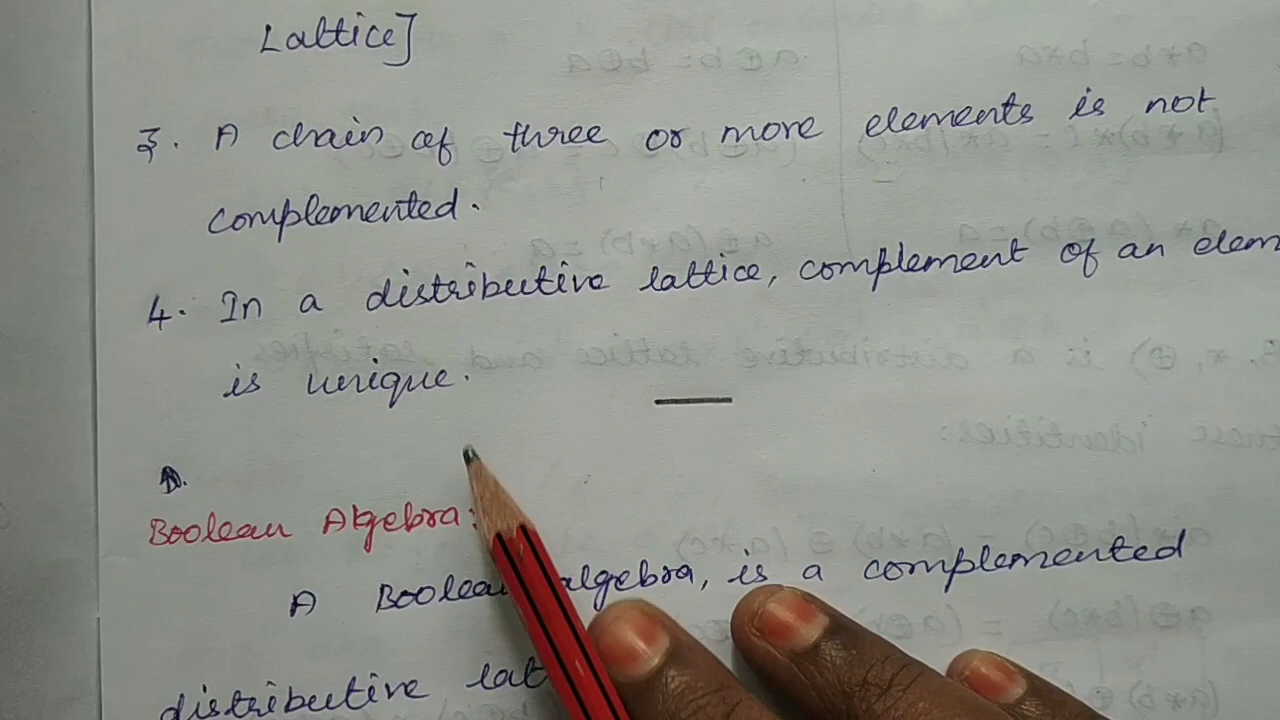 Lattice]
3. A chain of three or more elements is not
complemented.
4. In a distributive lattice, complement of an elem
is unique.
Boolean Algebra:
A Boolean algebra, is a complemented
distributive lat